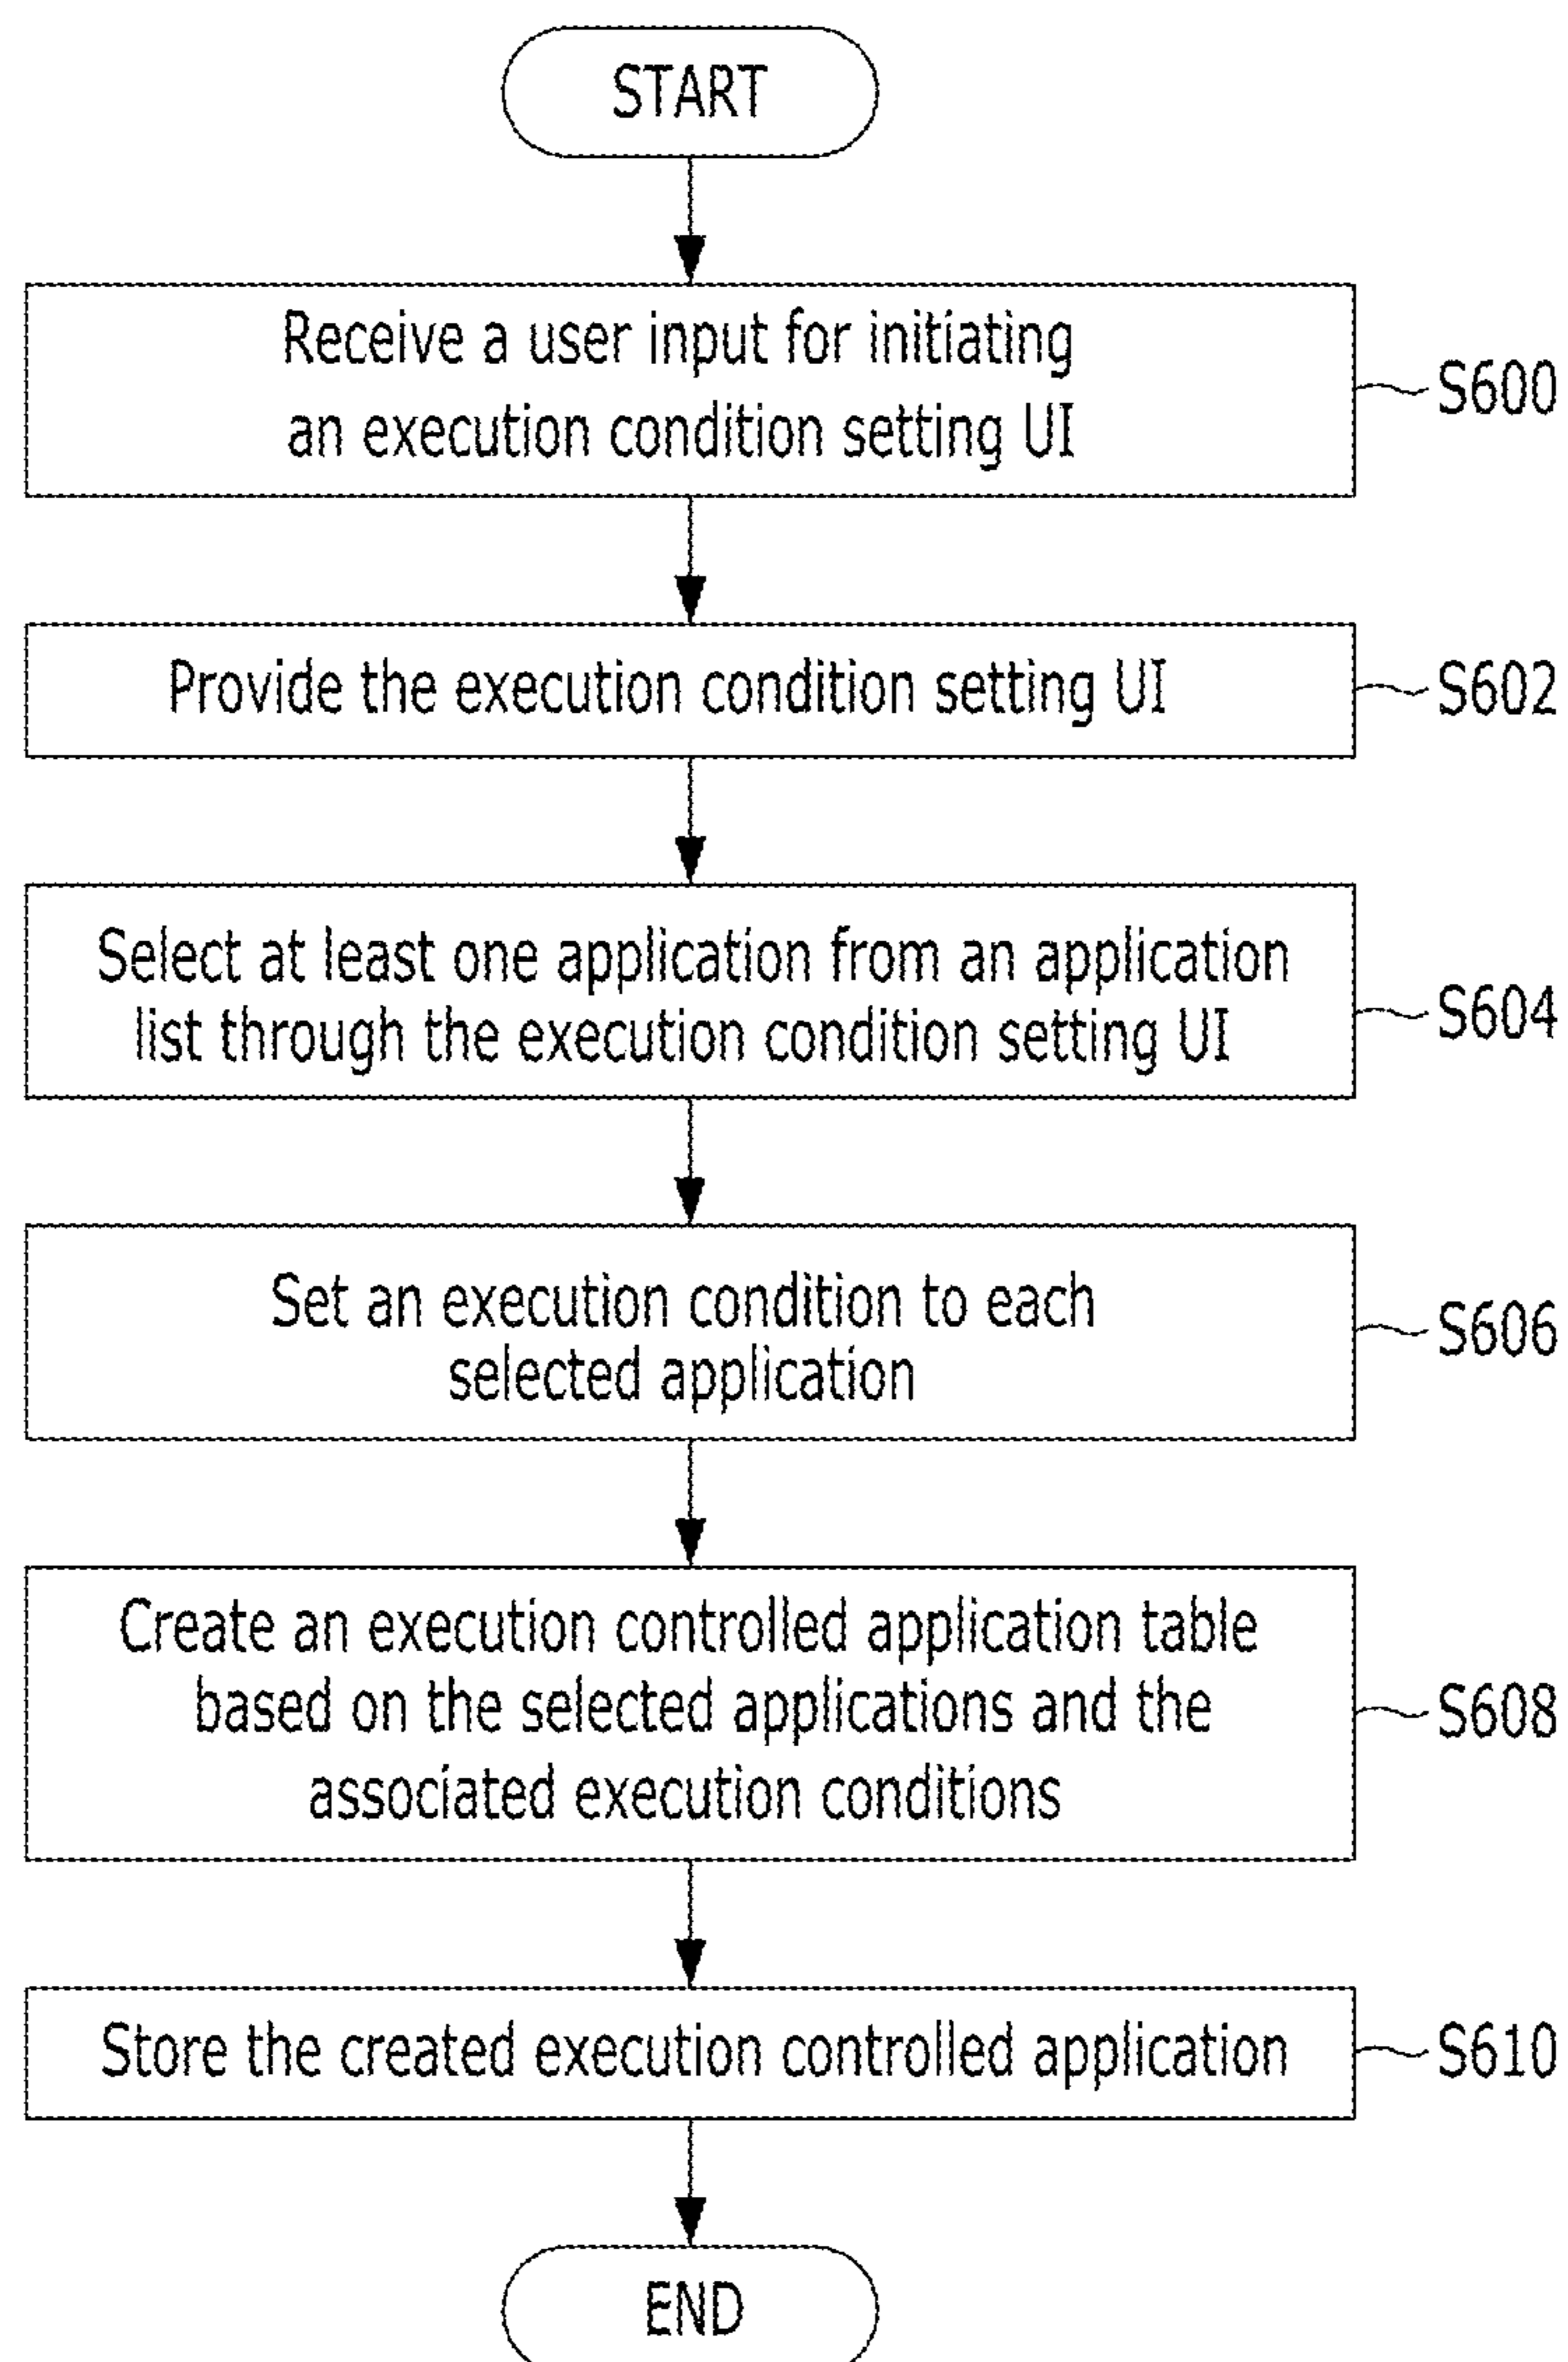 START
Receive a user input for initiating
an execution condition setting UI
S600
Provide the execution condition setting UI
S602
Select at least one application from an application
list through the execution condition setting UI
S604
Set an execution condition to each
selected application
S606
Create an execution controlled application table
based on the selected applications and the
associated execution conditions
S608
Store the created execution controlled application
S610
END